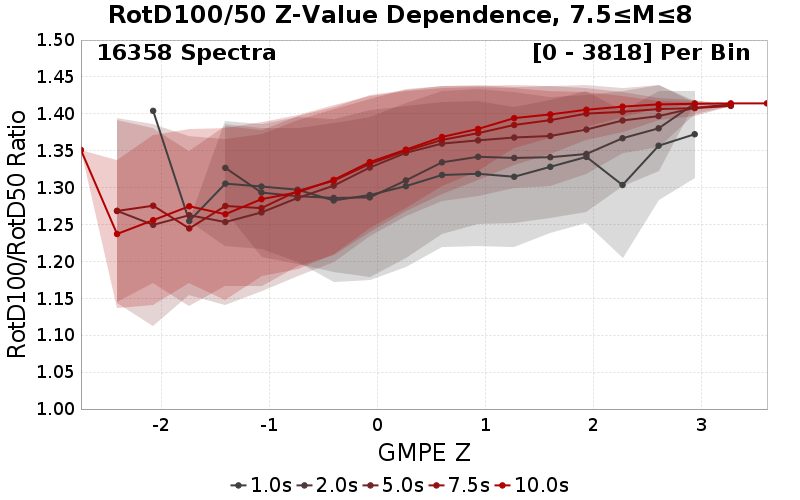 RotD100/50 Z-Value Dependence, 7.5≤M≤8
16358 Spectra
[0 - 3818] Per Bin
1.50
1.45
1.40
1.35
1.30
1.25
1.20
1.15
1.10
1.05
1.00
RotD100/RotD50 Ratio
-2 -1 0 1 2 3
GMPE Z
1.0s 2.0s 5.0s 7.5s 10.0s